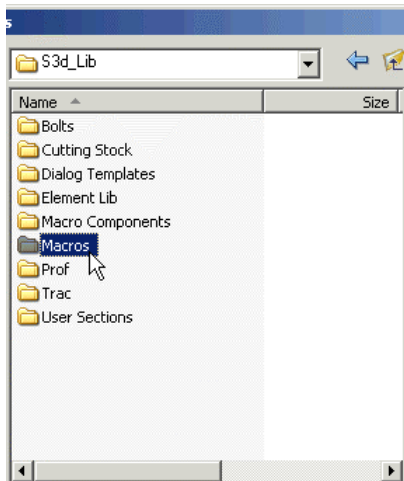 s
S3d_Lib
Name Size
Bolts
Cutting Stock
Dialog Templates
Element Lib
Macro Components
Macros
Prof
Trac
User Sections